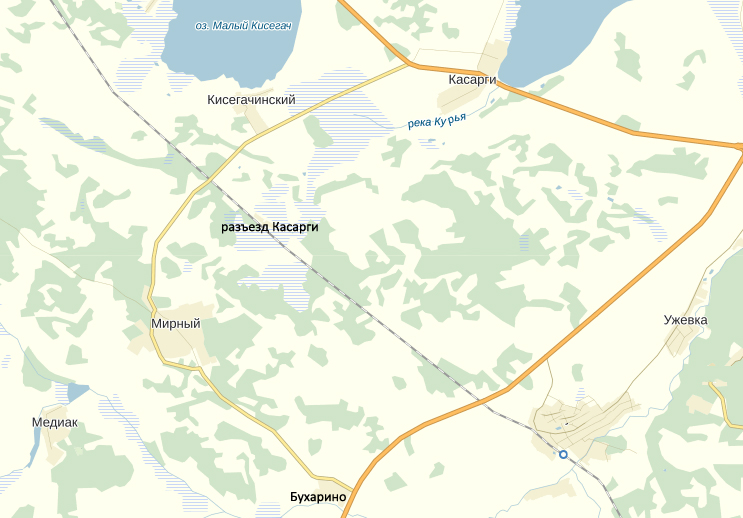 оз. Малый Кисегач
Касарги
Кисегачинский
река Курья
разъезд Касарги
Мирный
Ужевка
Медиак
Бухарино